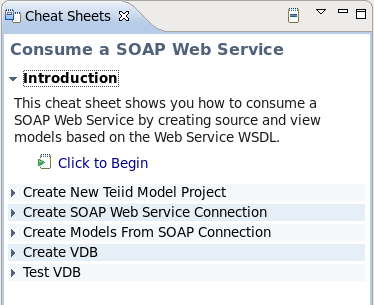 Cheat Sheets
Consume a SOAP Web Service
Introduction
This cheat sheet shows you how to consume a
SOAP Web Service by creating source and view
models based on the Web Service WSDL.
Click to Begin
Create New Teiid Model Project
Create SOAP Web Service Connection
Create Models From SOAP Connection
Create VDB
Test VDB